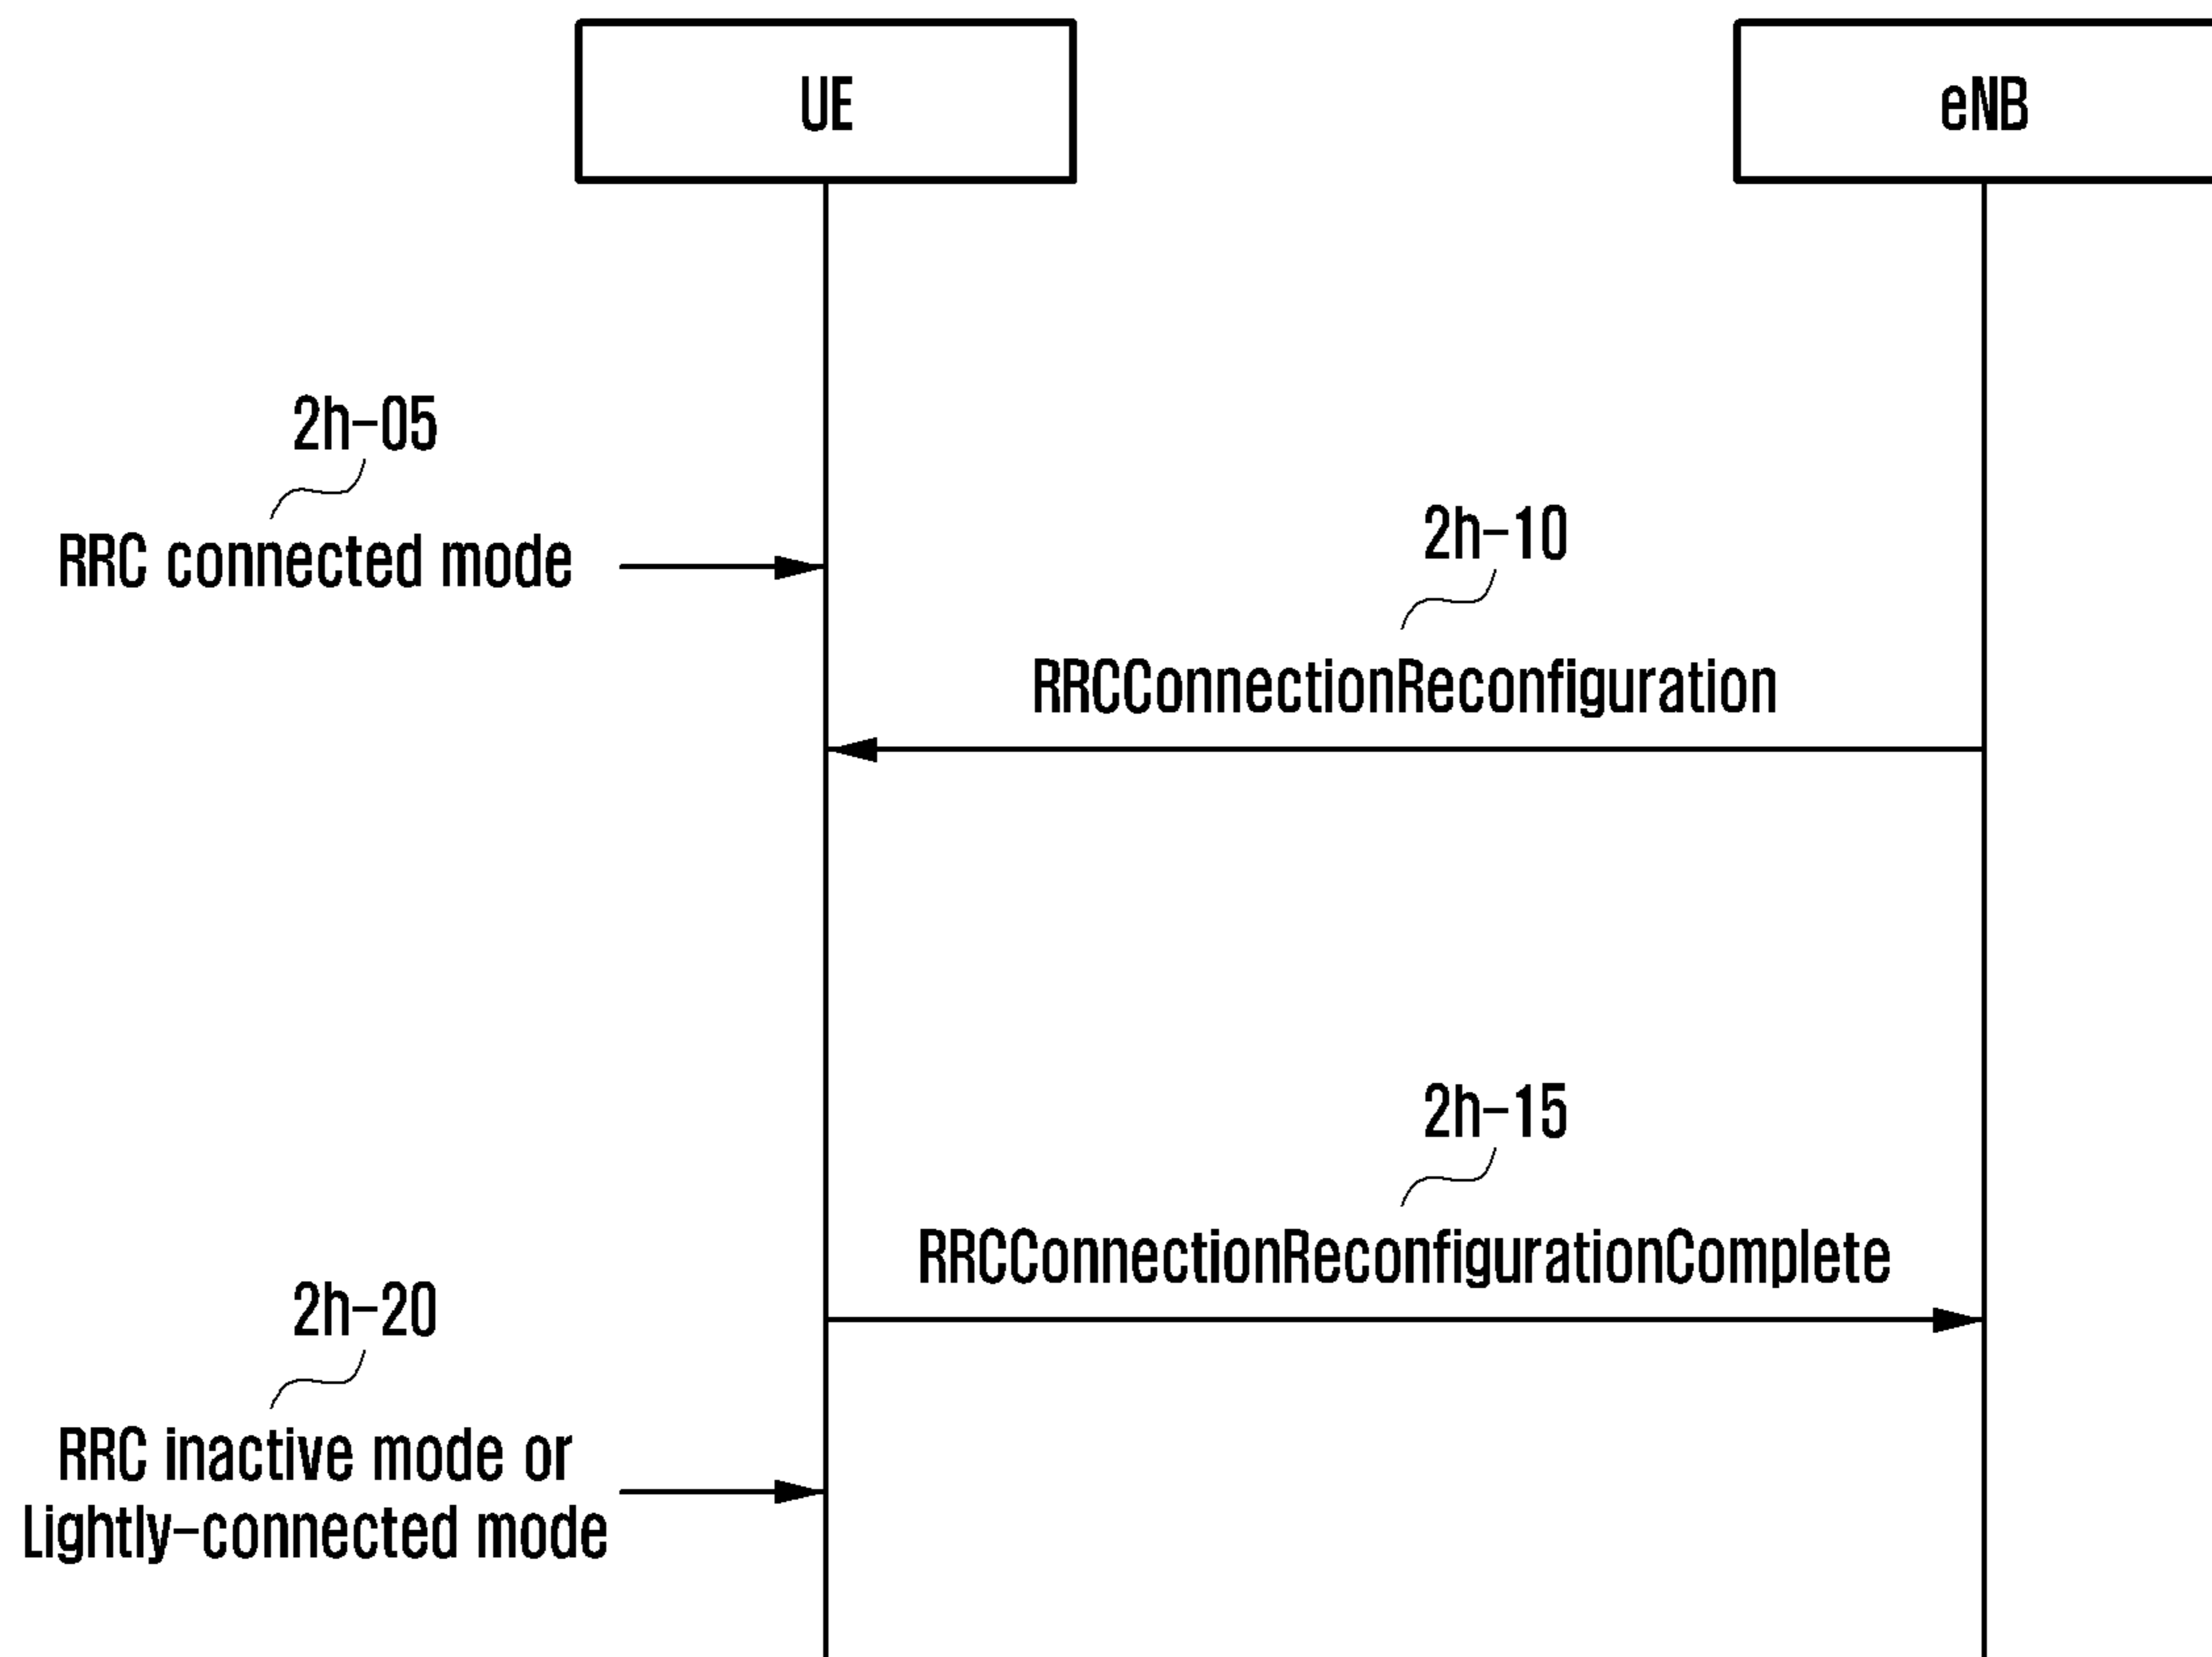 UE
eNB
2h-05
RRC connected mode
2h-10
RRCConnectionReconfiguration
2h-15
RRCConnectionReconfigurationComplete
2h-20
RRC inactive mode or
Lightly-connected mode